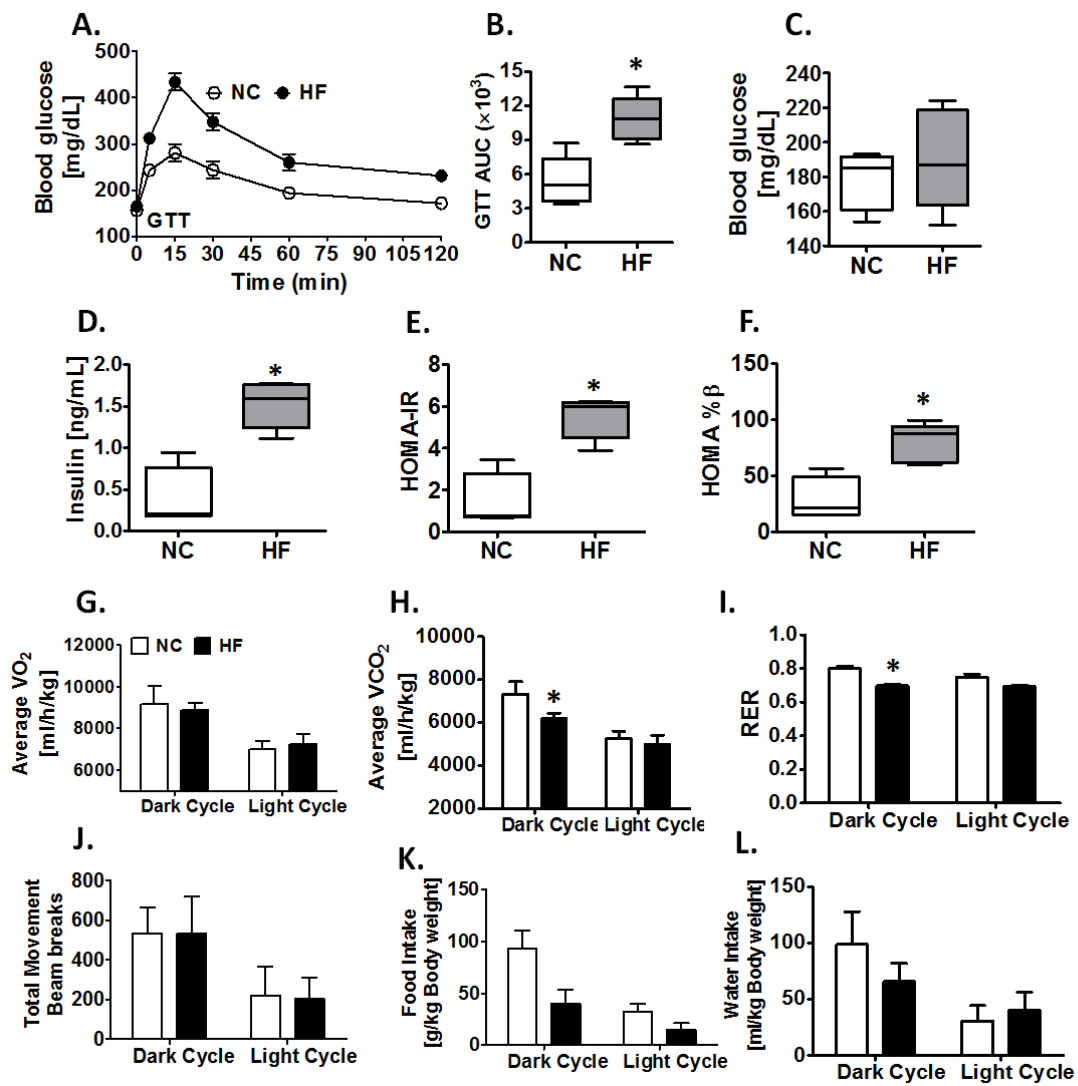 A.
Blood glucose
[mg/dL]
500
400
300
200
100
NC
HF
GTT
0
15
30
45
60
75
90
105
120
Time (min)
B.
GTT AUC (×10³)
15
12
9
6
3
0
*
NC
HF
C.
Blood glucose
[mg/dL]
240
220
200
180
160
140
NC
HF
D.
Insulin [ng/mL]
2.0
1.5
1.0
0.5
0.0
*
NC
HF
E.
HOMA-IR
8
6
4
2
0
*
NC
HF
F.
HOMA % β
150
100
50
0
*
NC
HF
G.
Average VO₂
[ml/h/kg]
12000
10000
8000
6000
NC
HF
Dark Cycle
Light Cycle
H.
Average VCO₂
[ml/h/kg]
10000
8000
6000
4000
2000
*
Dark Cycle
Light Cycle
I.
RER
1.0
0.8
0.6
0.4
0.2
0.0
*
Dark Cycle
Light Cycle
J.
Total Movement
Beam breaks
800
600
400
200
0
Dark Cycle
Light Cycle
K.
Food Intake
[g/kg Body weight]
150
100
50
0
Dark Cycle
Light Cycle
L.
Water Intake
[ml/kg Body weight]
150
100
50
0
Dark Cycle
Light Cycle